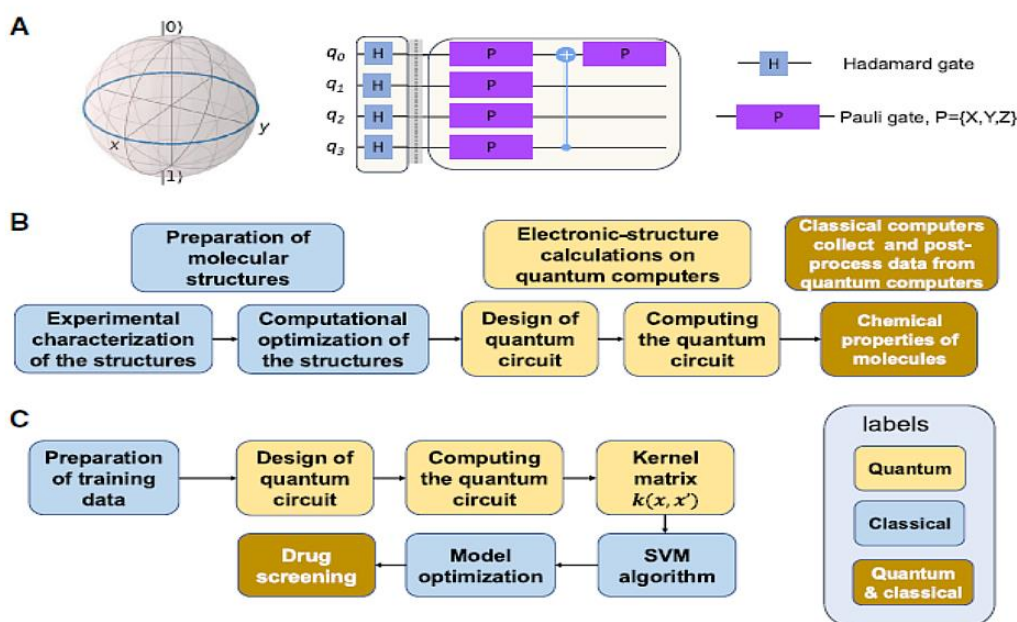 A
|0⟩
x
y
|1⟩
q0
H
P
P
q1
H
P
q2
H
P
q3
H
P
H
Hadamard gate
P
Pauli gate, P={X,Y,Z}
B
Preparation of
molecular
structures
Electronic-structure
calculations on
quantum computers
Classical computers
collect and post-
process data from
quantum computers
Experimental
characterization
of the structures
Computational
optimization of
the structures
Design of
quantum
circuit
Computing
the quantum
circuit
Chemical
properties of
molecules
C
Preparation
of training
data
Design of
quantum
circuit
Computing
the quantum
circuit
Kernel
matrix
k(x, x')
Drug
screening
Model
optimization
SVM
algorithm
labels
Quantum
Classical
Quantum
& classical